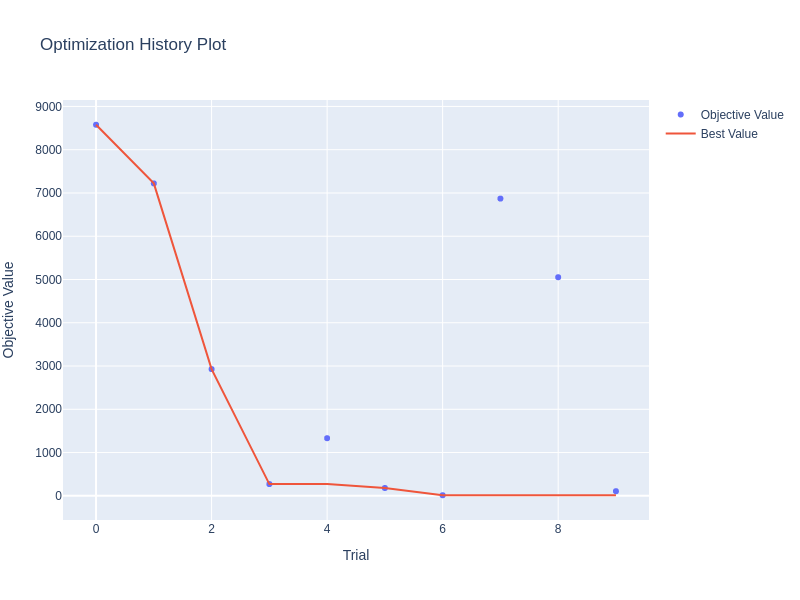 Optimization History Plot
Objective Value
Best Value
9000
8000
7000
6000
5000
4000
3000
2000
1000
0
Objective Value
0 2 4 6 8
Trial